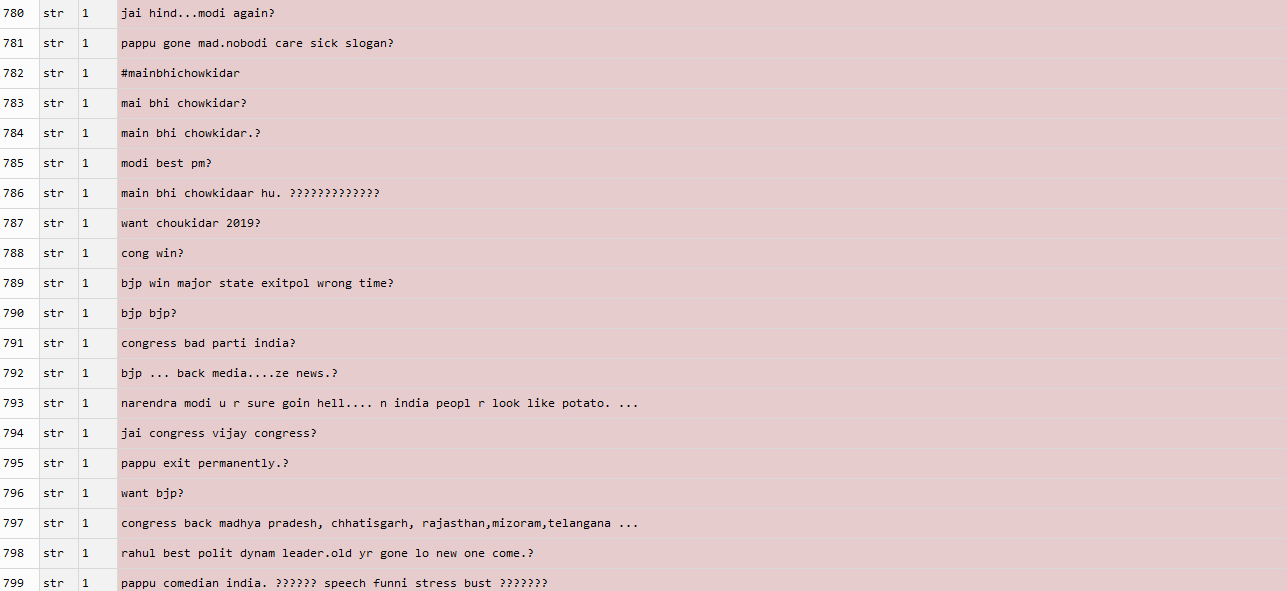 780 str 1 jai hind...modi again?
781 str 1 pappu gone mad.nobodi care sick slogan?
782 str 1 #mainbhichowkidar
783 str 1 mai bhi chowkidar?
784 str 1 main bhi chowkidar.?
785 str 1 modi best pm?
786 str 1 main bhi chowkidaar hu. ?????????????
787 str 1 want choukidar 2019?
788 str 1 cong win?
789 str 1 bjp win major state exitpol wrong time?
790 str 1 bjp bjp?
791 str 1 congress bad parti india?
792 str 1 bjp ... back media....ze news.?
793 str 1 narendra modi u r sure goin hell.... n india peopl r look like potato. ...
794 str 1 jai congress vijay congress?
795 str 1 pappu exit permanently.?
796 str 1 want bjp?
797 str 1 congress back madhya pradesh, chhatisgarh, rajasthan,mizoram,telangana ...
798 str 1 rahul best polit dynam leader.old yr gone lo new one come.?
799 str 1 pappu comedian india. ?????? speech funni stress bust ???????